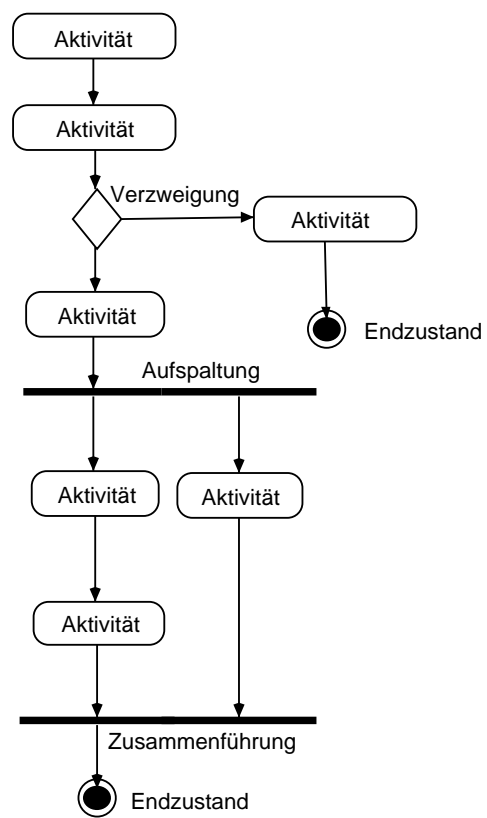 Aktivität
Aktivität
Verzweigung
Aktivität
Aktivität
Endzustand
Aufspaltung
Aktivität
Aktivität
Aktivität
Zusammenführung
Endzustand